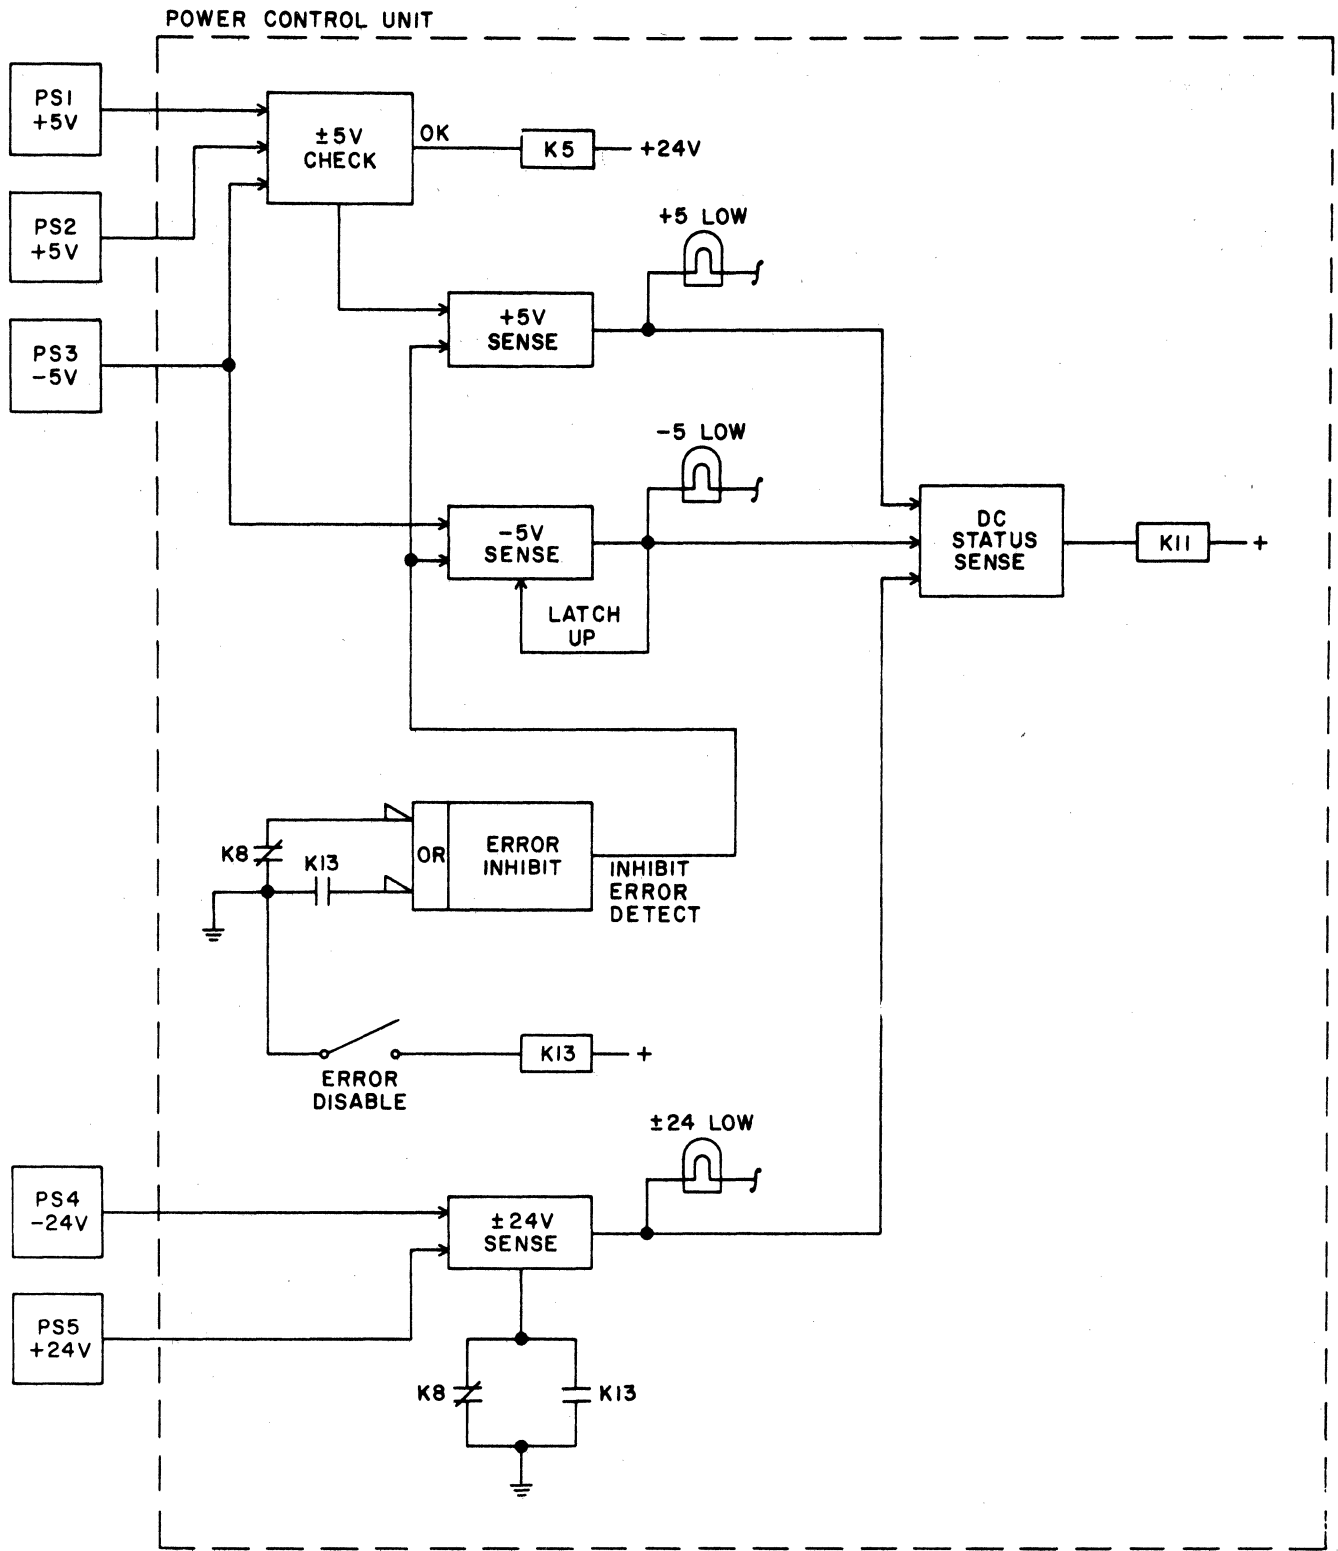 POWER CONTROL UNIT
PS1
+5V
±5V
CHECK
OK
K5
+24V
PS2
+5V
+5 LOW
+5V
SENSE
PS3
-5V
-5 LOW
-5V
SENSE
LATCH
UP
DC
STATUS
SENSE
K11
+
K8
K13
OR
ERROR
INHIBIT
INHIBIT
ERROR
DETECT
ERROR
DISABLE
K13
+
±24 LOW
PS4
-24V
±24V
SENSE
PS5
+24V
K8
K13